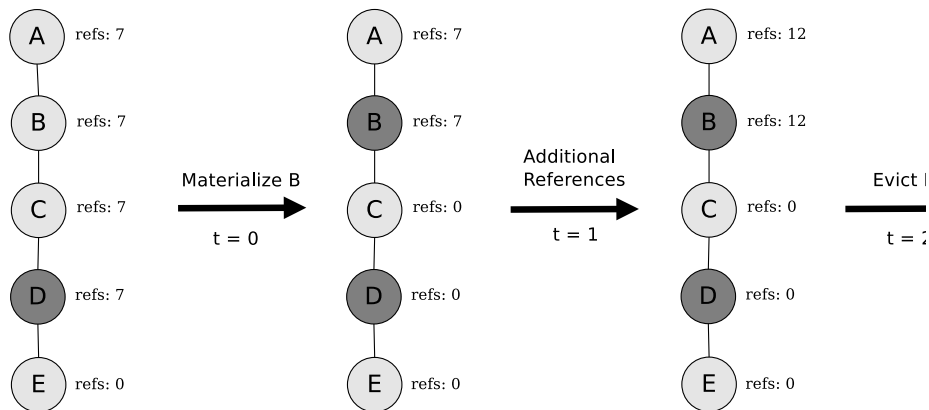 A refs: 7
B refs: 7
C refs: 7
D refs: 7
E refs: 0
Materialize B
t = 0
A refs: 7
B refs: 7
C refs: 0
D refs: 0
E refs: 0
Additional
References
t = 1
A refs: 12
B refs: 12
C refs: 0
D refs: 0
E refs: 0
Evict
t = 2